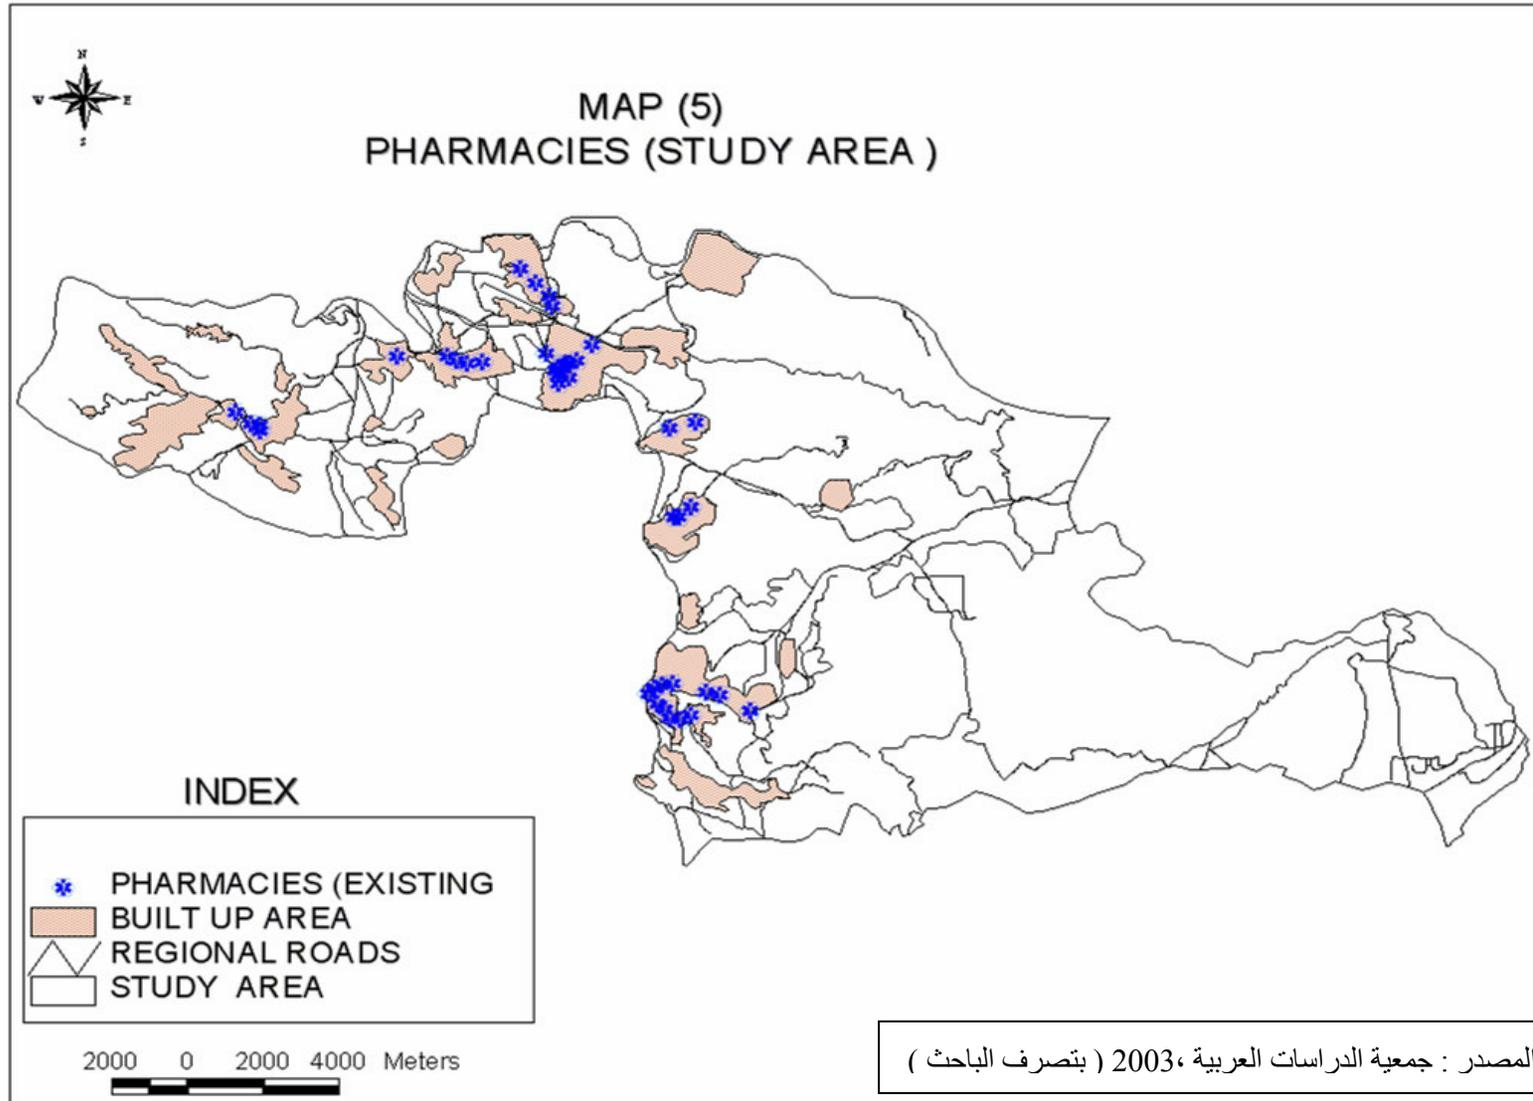 N
W E
S
MAP (5)
PHARMACIES (STUDY AREA )
INDEX
PHARMACIES (EXISTING
BUILT UP AREA
REGIONAL ROADS
STUDY AREA
2000 0 2000 4000 Meters
المصدر : جمعية الدراسات العربية ،2003 ( بتصرف الباحث )